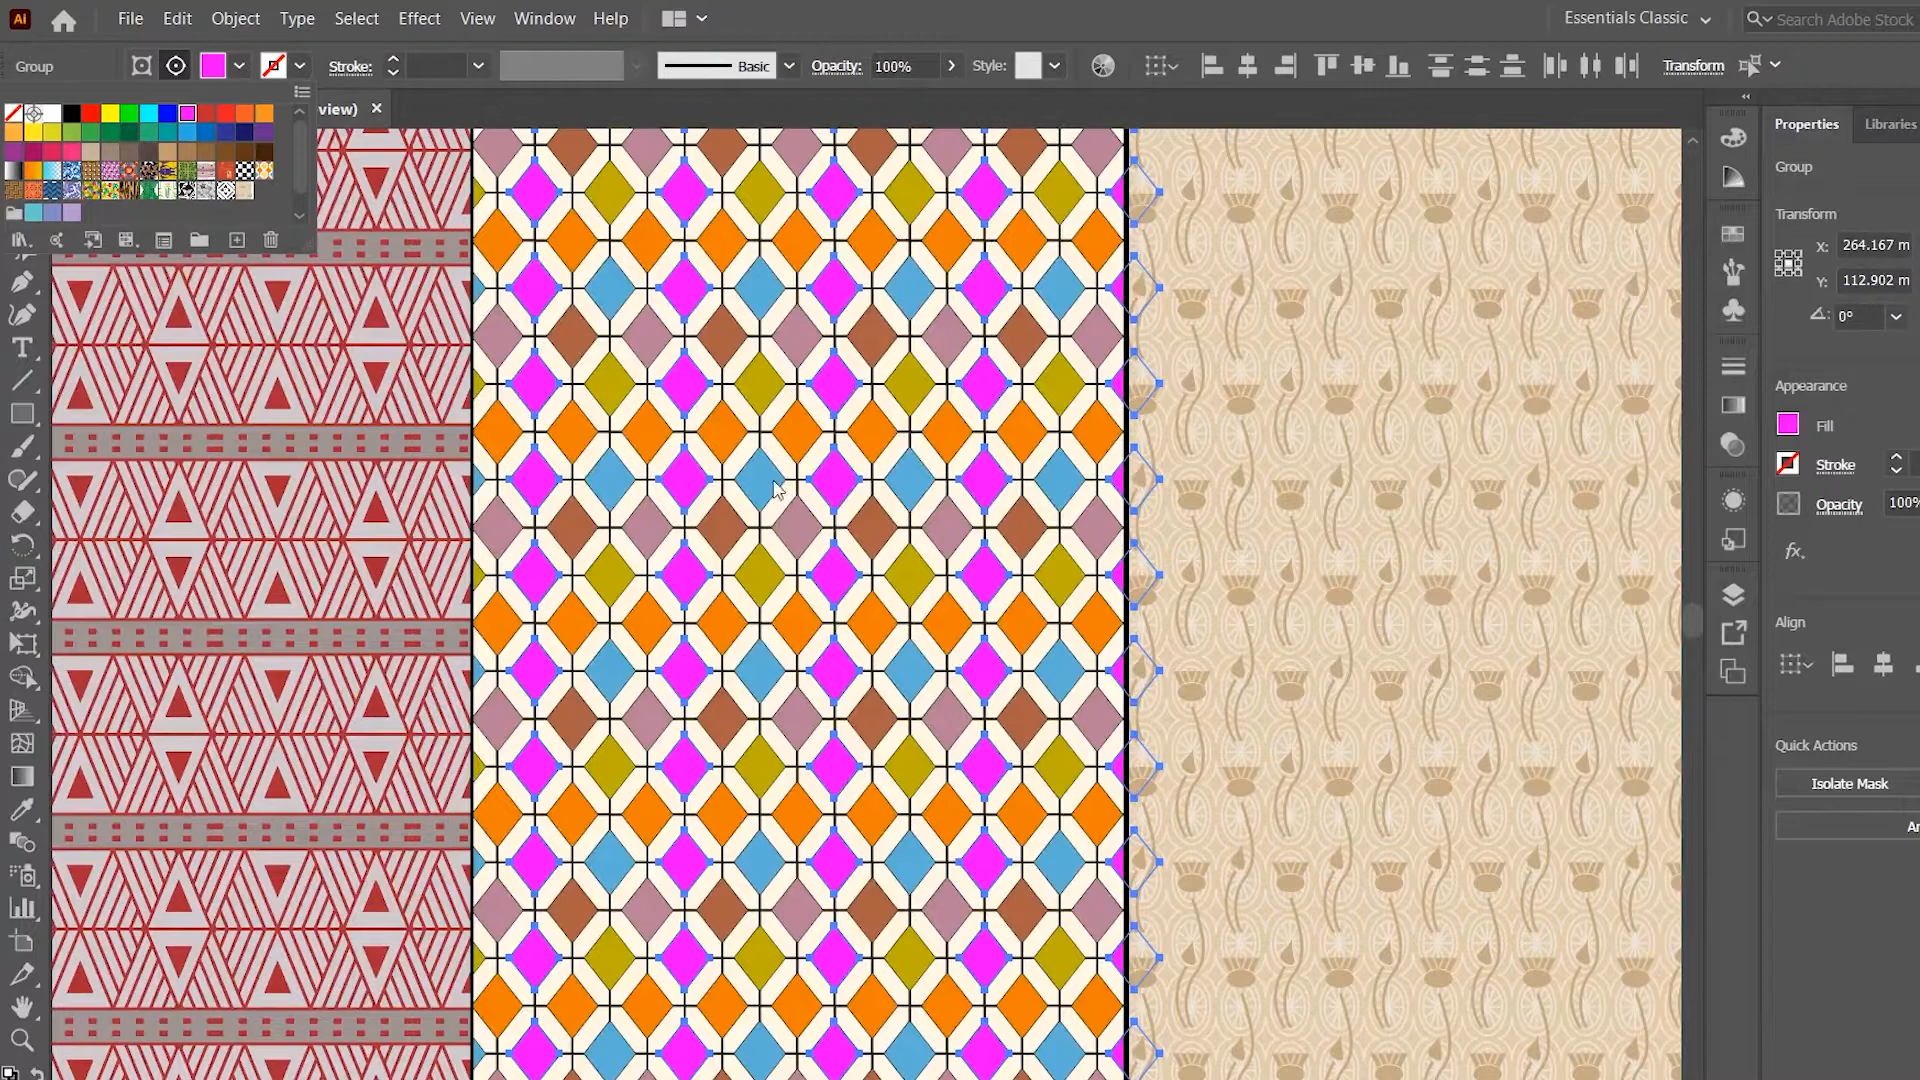 Ai File Edit Object Type Select Effect View Window Help Essentials Classic Search Adobe Stock
Group Stroke: Basic Opacity: 100% Style: Transform
view) ×
Properties Libraries
Group
Transform
X: 264.167 m
Y: 112.902 m
0°
Appearance
Fill
Stroke
Opacity 100%
fx.
Align
Quick Actions
Isolate Mask
Ar